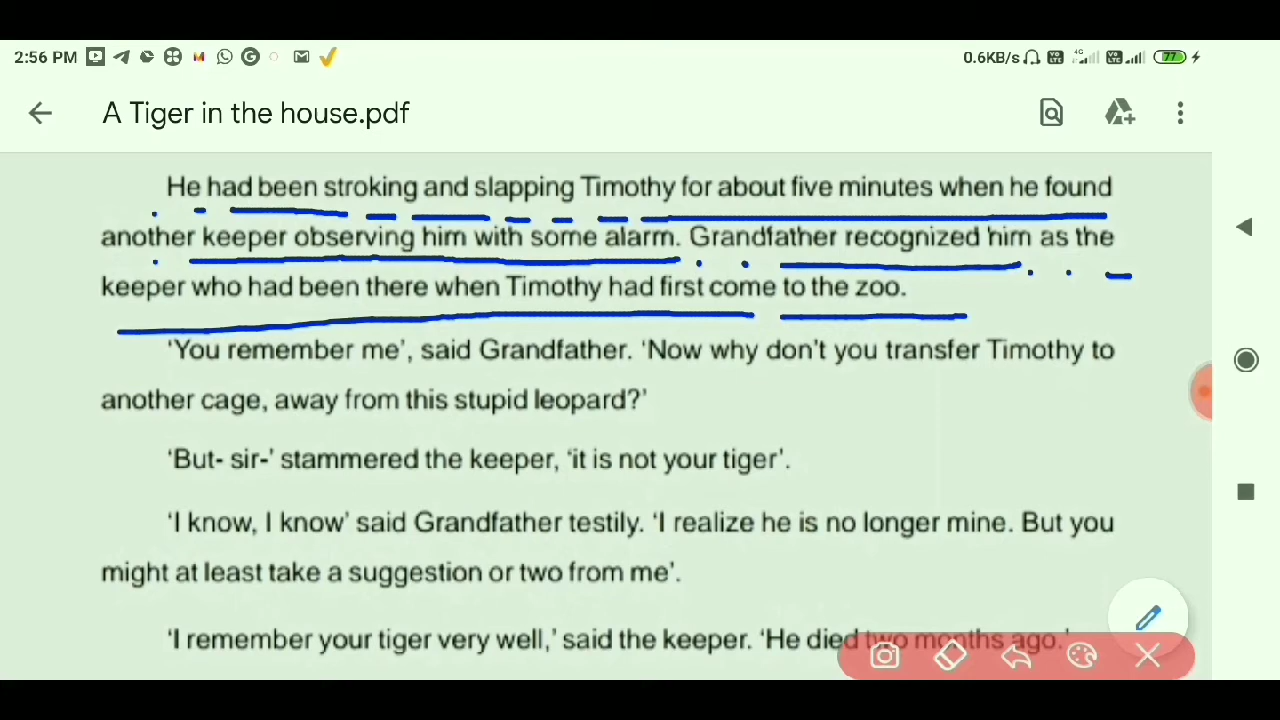 2:56 PM 0.6KB/s 4G 77
A Tiger in the house.pdf
He had been stroking and slapping Timothy for about five minutes when he found
another keeper observing him with some alarm. Grandfather recognized him as the
keeper who had been there when Timothy had first come to the zoo.
‘You remember me’, said Grandfather. ‘Now why don't you transfer Timothy to
another cage, away from this stupid leopard?’
‘But- sir-’ stammered the keeper, ‘it is not your tiger’.
‘I know, I know’ said Grandfather testily. ‘I realize he is no longer mine. But you
might at least take a suggestion or two from me’.
‘I remember your tiger very well,’ said the keeper. ‘He died two months ago.’